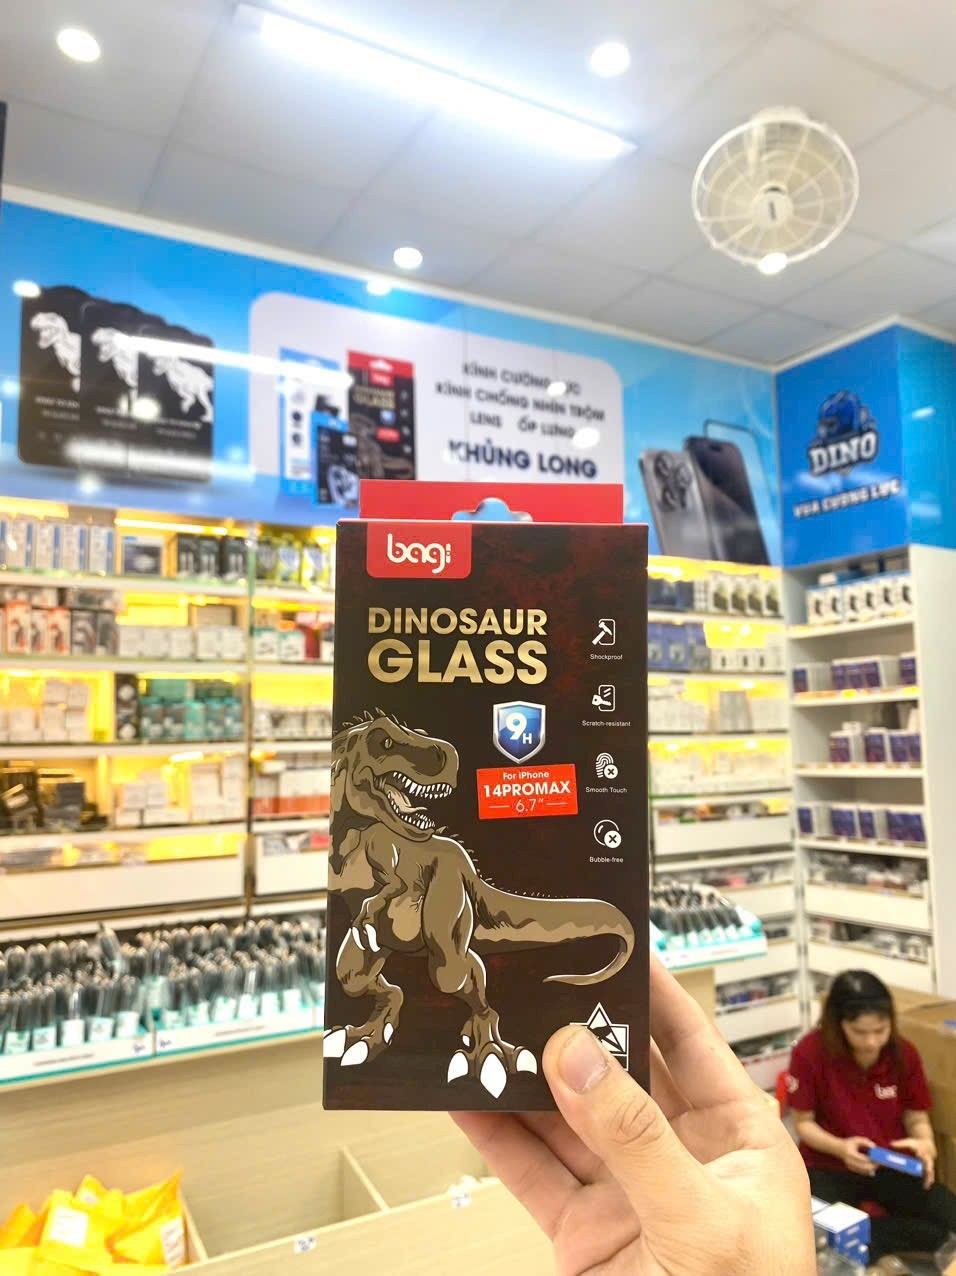 KÍNH CƯỜNG LỰC
KÍNH CHỐNG NHÌN TRỘM
LENS ỐP LƯNG
KHỦNG LONG
DINO
VUA CƯỜNG LỰC
bagi
DINOSAUR
GLASS
9H
For iPhone
14PROMAX
6.7"
Shockproof
Scratch-resistant
Smooth Touch
Bubble-free